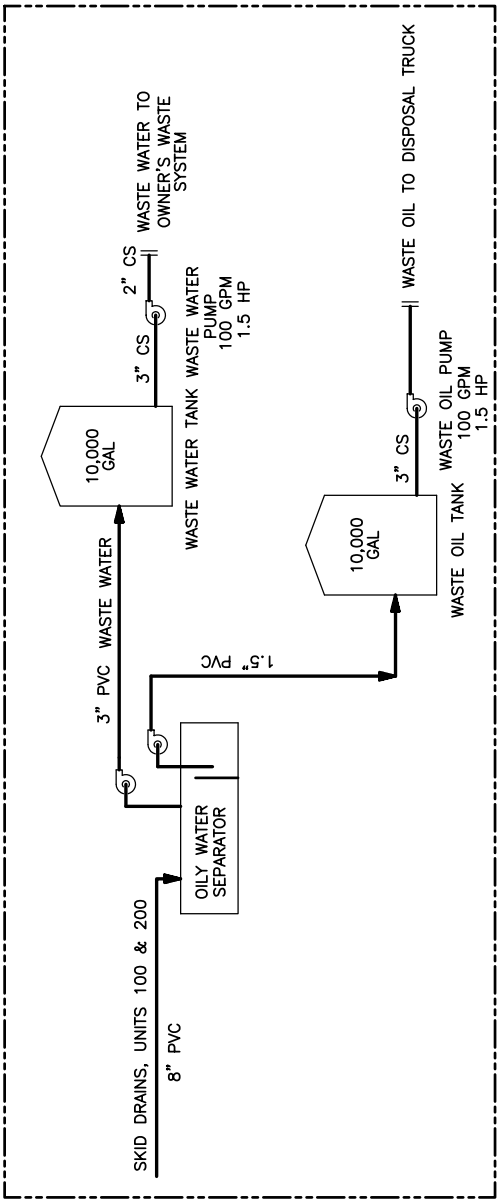 SKID DRAINS, UNITS 100 & 200
8" PVC
OILY WATER
SEPARATOR
3" PVC WASTE WATER
1.5" PVC
10,000
GAL
WASTE WATER TANK
3" CS
2" CS
WASTE WATER
PUMP
100 GPM
1.5 HP
WASTE WATER TO
OWNER'S WASTE
SYSTEM
10,000
GAL
WASTE OIL TANK
3" CS
WASTE OIL PUMP
100 GPM
1.5 HP
WASTE OIL TO DISPOSAL TRUCK